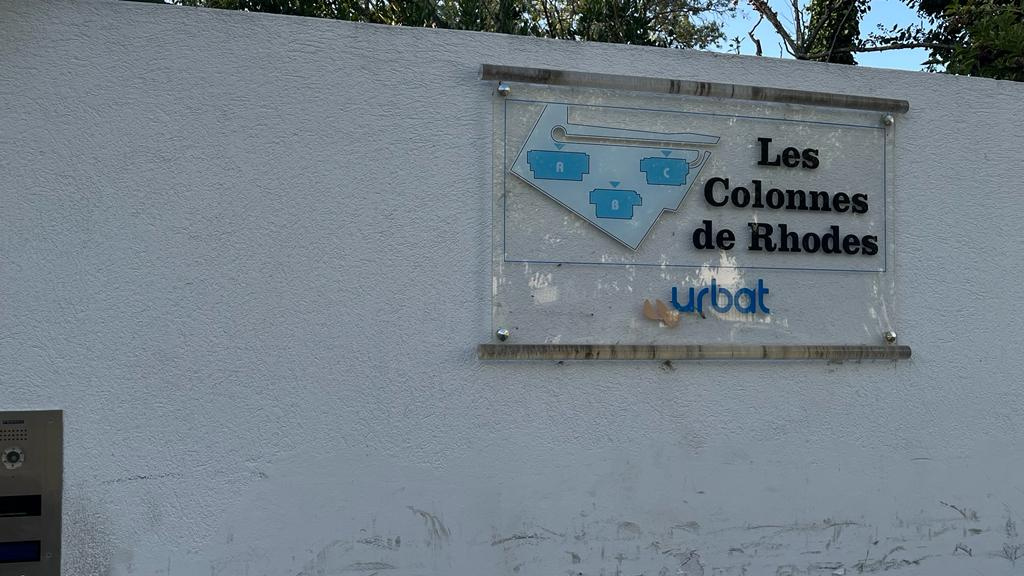 A
C
B
Les
Colonnes
de Rhodes
urbat